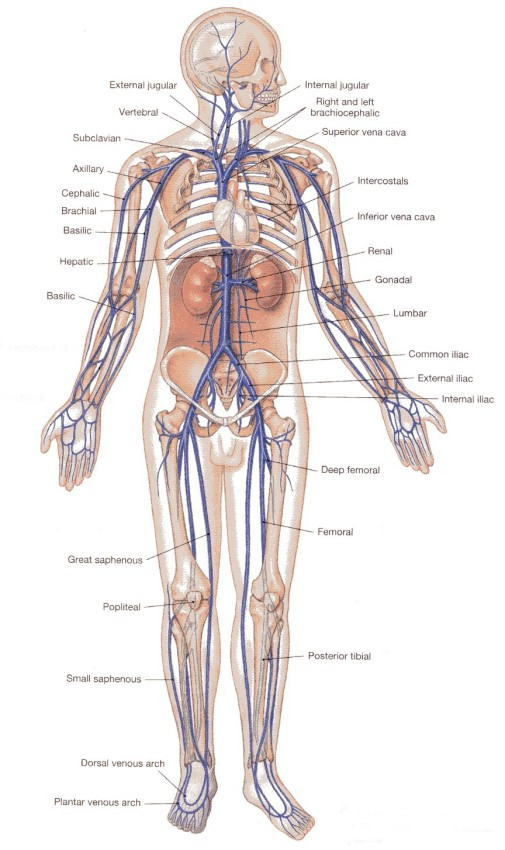 External jugular
Internal jugular
Vertebral
Right and left
brachiocephalic
Subclavian
Superior vena cava
Axillary
Cephalic
Intercostals
Brachial
Inferior vena cava
Basilic
Renal
Hepatic
Gonadal
Basilic
Lumbar
Common iliac
External iliac
Internal iliac
Deep femoral
Femoral
Great saphenous
Popliteal
Posterior tibial
Small saphenous
Dorsal venous arch
Plantar venous arch